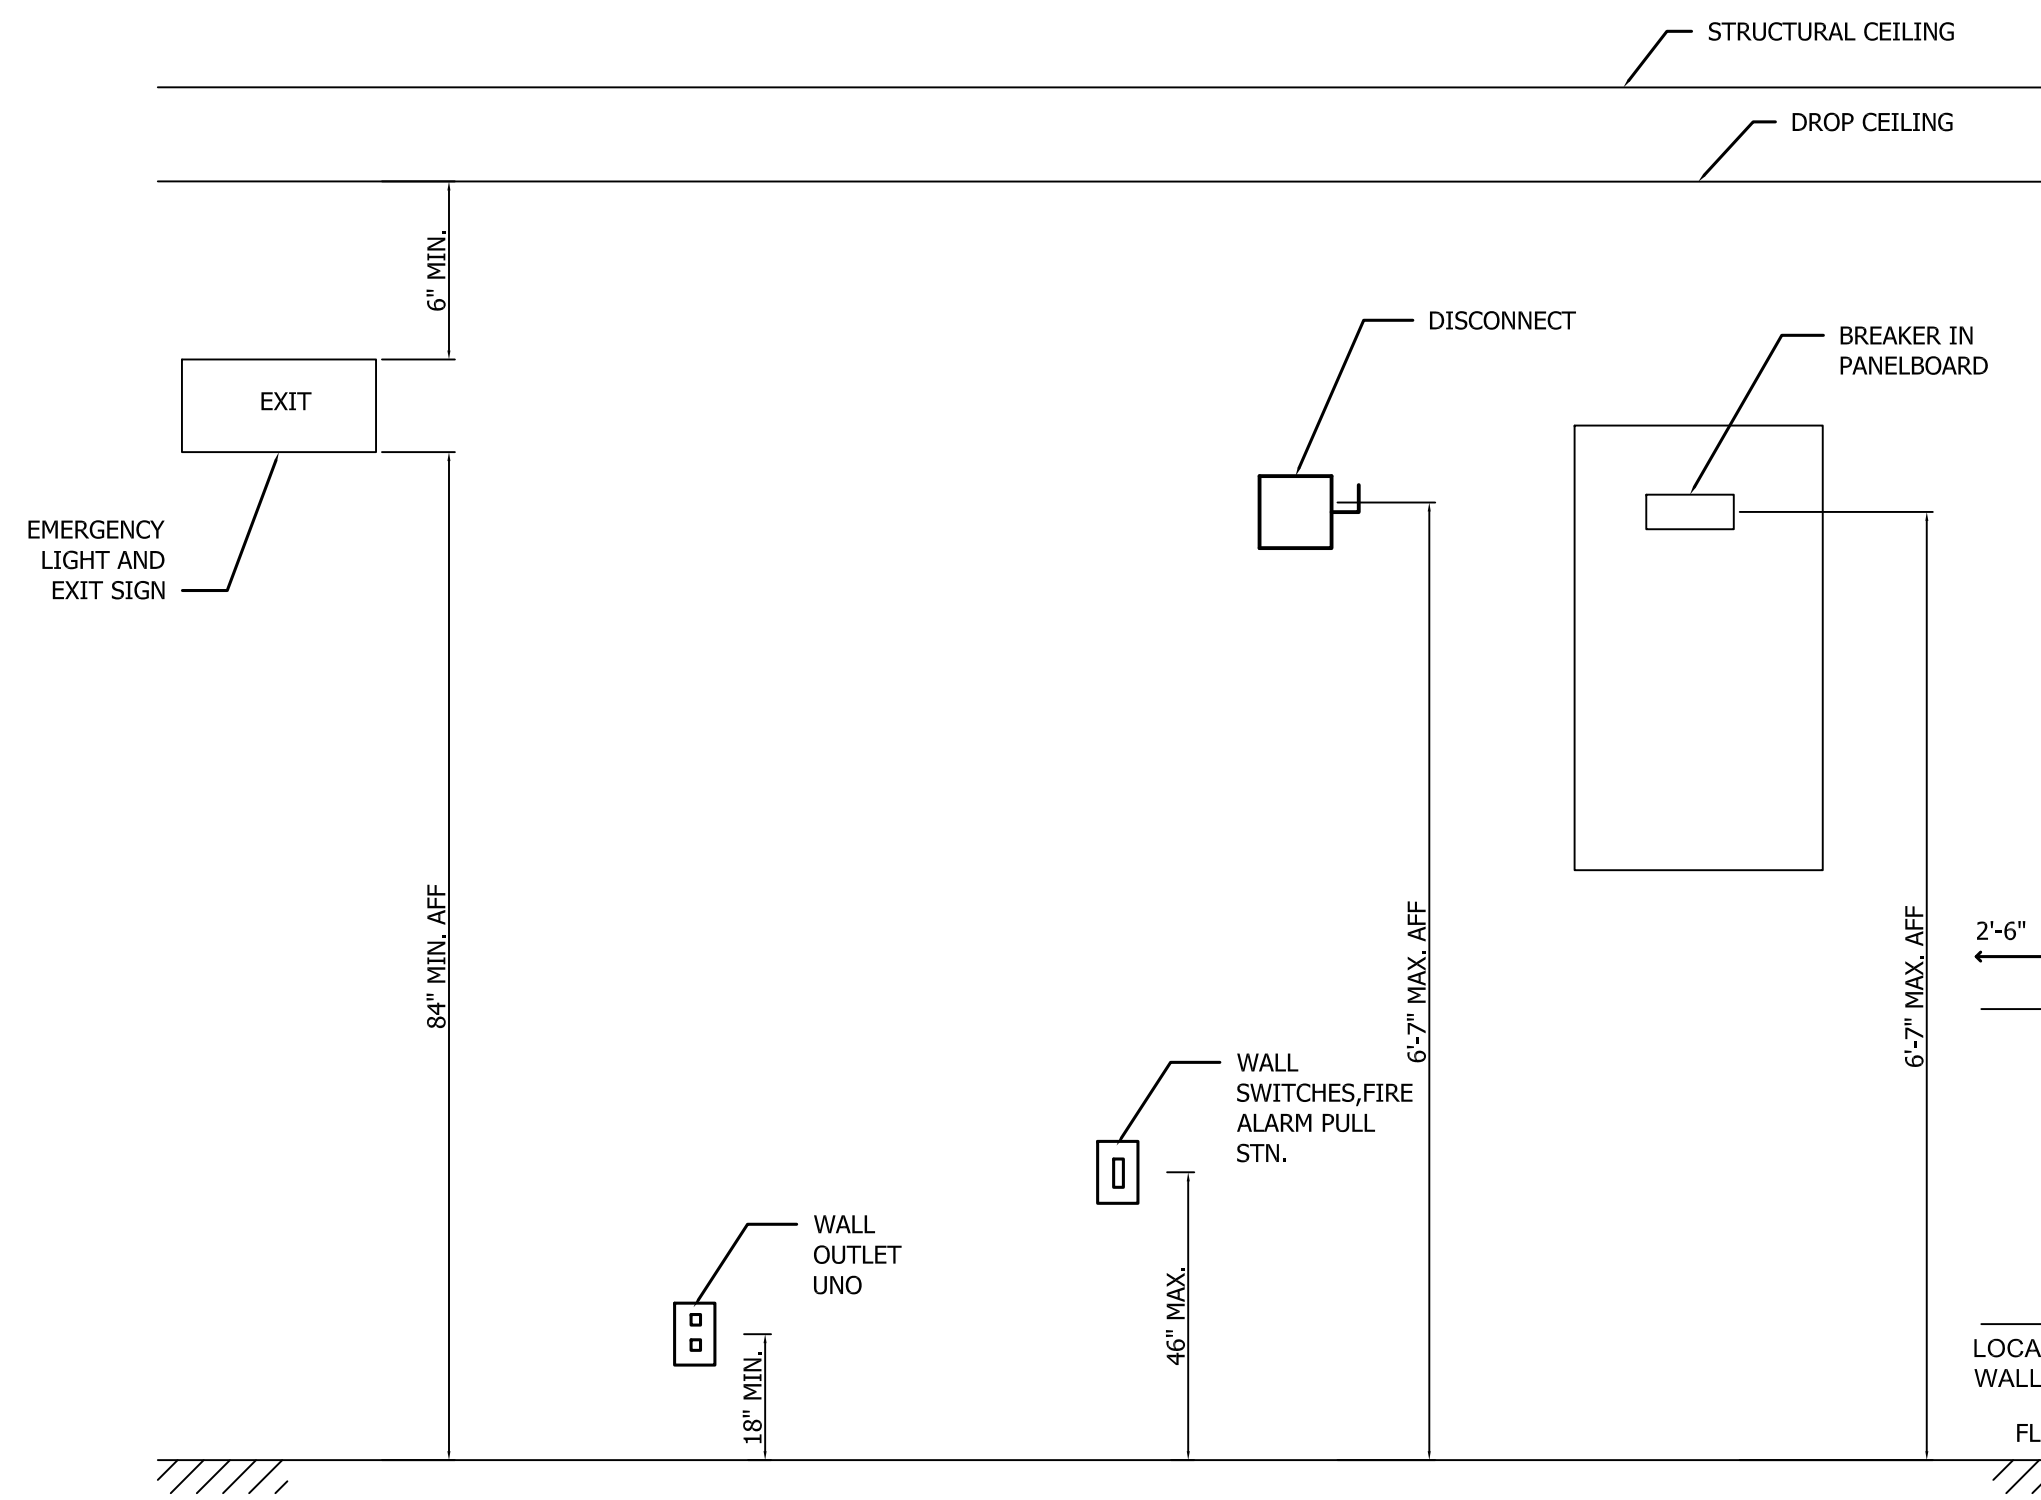 STRUCTURAL CEILING
DROP CEILING
6" MIN.
DISCONNECT
BREAKER IN
PANELBOARD
EXIT
EMERGENCY
LIGHT AND
EXIT SIGN
84" MIN. AFF
6'-7" MAX. AFF
6'-7" MAX. AFF
2'-6"
WALL
SWITCHES,FIRE
ALARM PULL
STN.
WALL
OUTLET
UNO
46" MAX.
18" MIN.
LOCA
WALL
FL